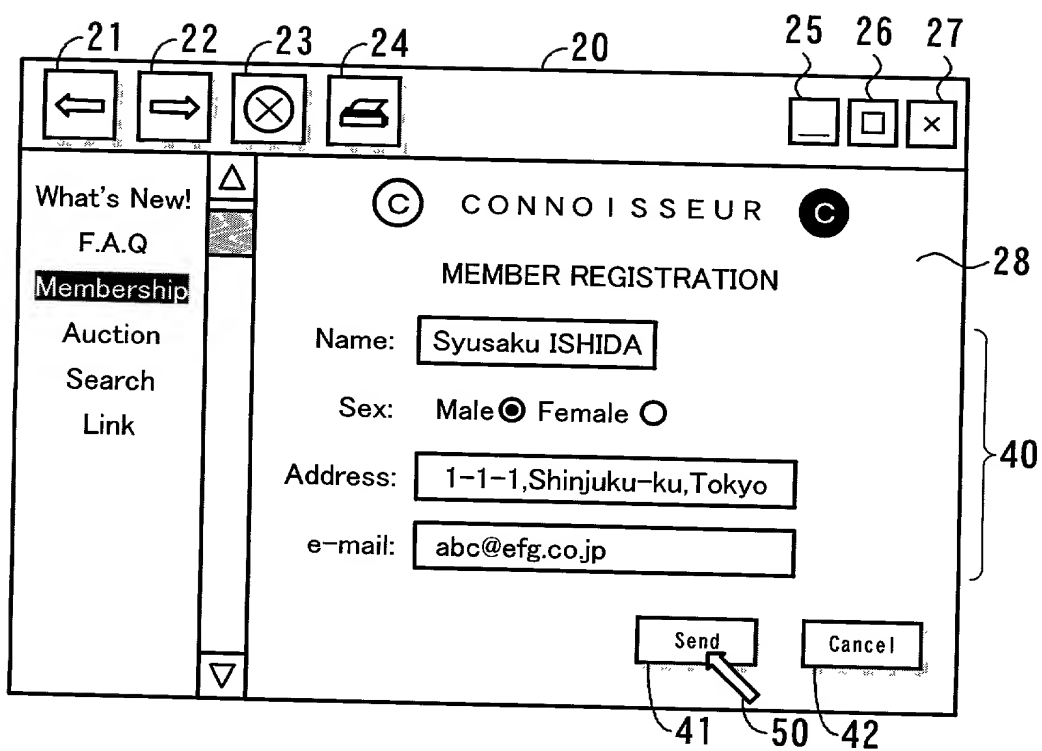 21 22 23 24 20 25 26 27
What's New!
F.A.Q
Membership
Auction
Search
Link
C CONNOISSEUR C
28
MEMBER REGISTRATION
Name: Syusaku ISHIDA
Sex: Male Female
Address: 1-1-1,Shinjuku-ku,Tokyo
40
e-mail: abc@efg.co.jp
Send Cancel
41 50 42